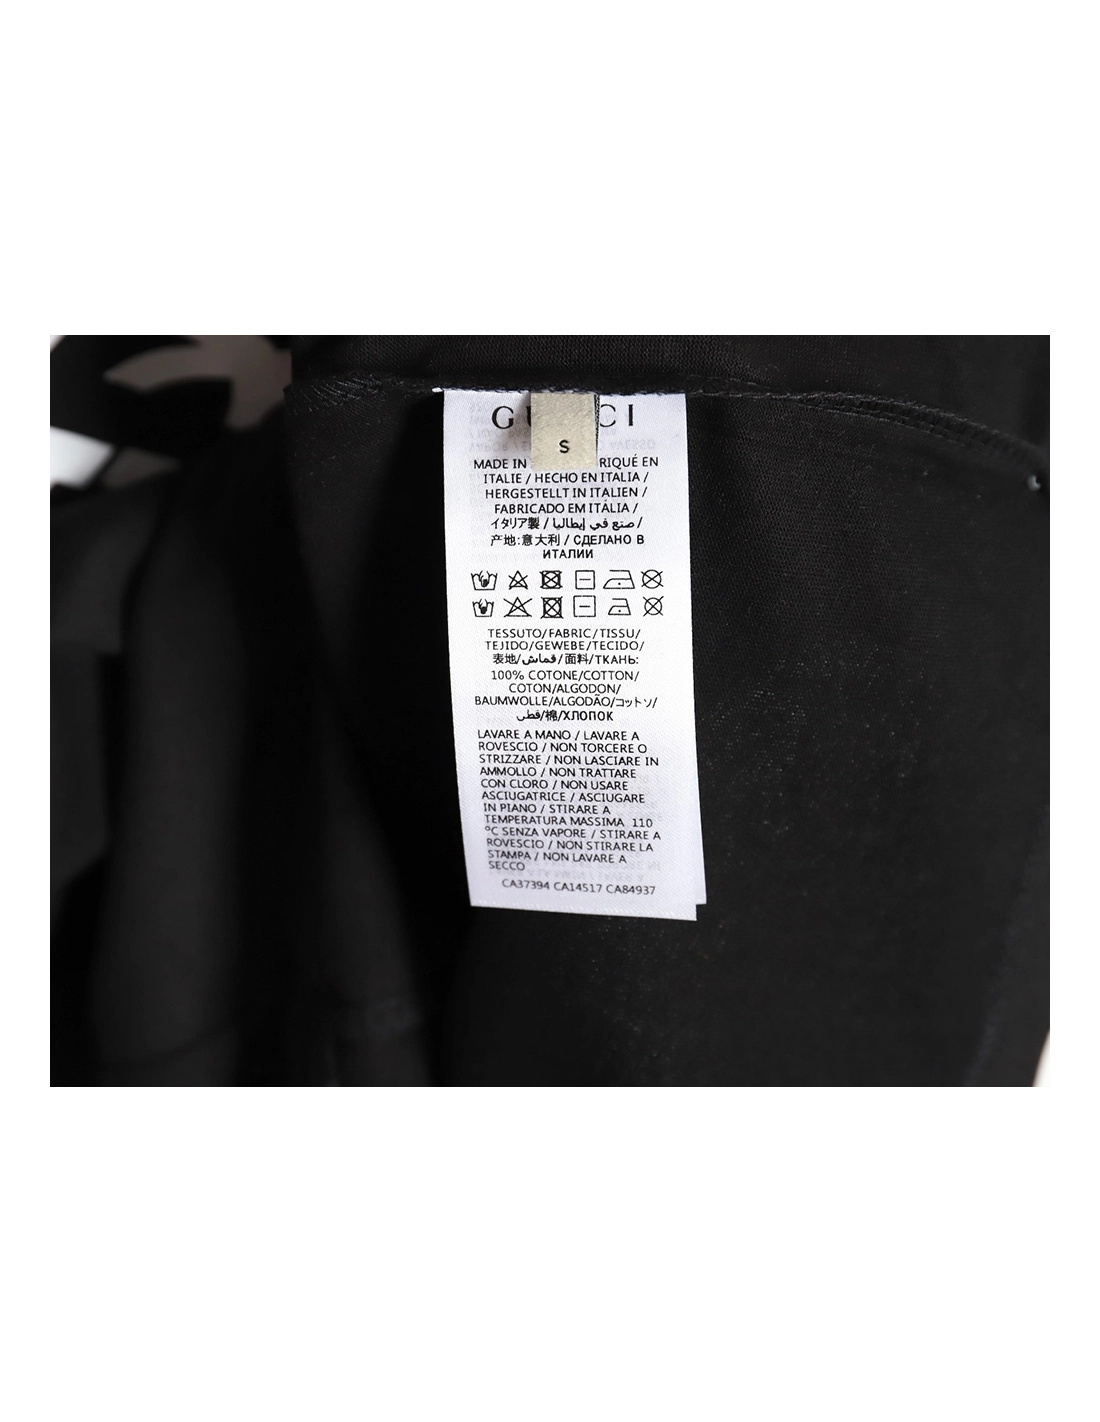 GUCCI
S
MADE IN RIQUÉ EN
ITALIE / HECHO EN ITALIA /
HERGESTELLT IN ITALIEN /
FABRICADO EM ITÁLIA /
イタリア製 / صنع في إيطاليا /
产地:意大利 / СДЕЛАНО В
ИТАЛИИ
TESSUTO/FABRIC/TISSU/
TEJIDO/GEWEBE/TECIDO/
表地/قماش/面料/ТКАНЬ:
100% COTONE/COTTON/
COTON/ALGODON/
BAUMWOLLE/ALGODÃO/コットン/
قطن/棉/ХЛОПОК
LAVARE A MANO / LAVARE A
ROVESCIO / NON TORCERE O
STRIZZARE / NON LASCIARE IN
AMMOLLO / NON TRATTARE
CON CLORO / NON USARE
ASCIUGATRICE / ASCIUGARE
IN PIANO / STIRARE A
TEMPERATURA MASSIMA 110
°C SENZA VAPORE / STIRARE A
ROVESCIO / NON STIRARE LA
STAMPA / NON LAVARE A
SECCO
CA37394 CA14517 CA84937